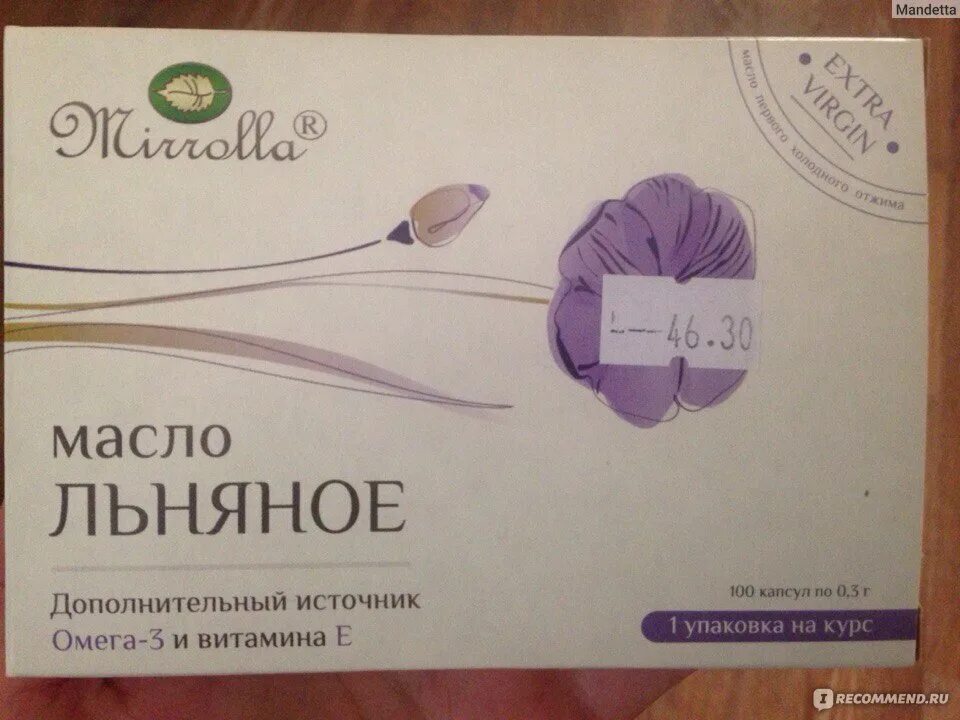 Mandetta
Mirrolla®
EXTRA
VIRGIN
масло первого холодного отжима
46.30
масло
ЛЬНЯНОЕ
Дополнительный источник
Омега-3 и витамина Е
100 капсул по 0,3 г
1 упаковка на курс
IRECOMMEND.RU